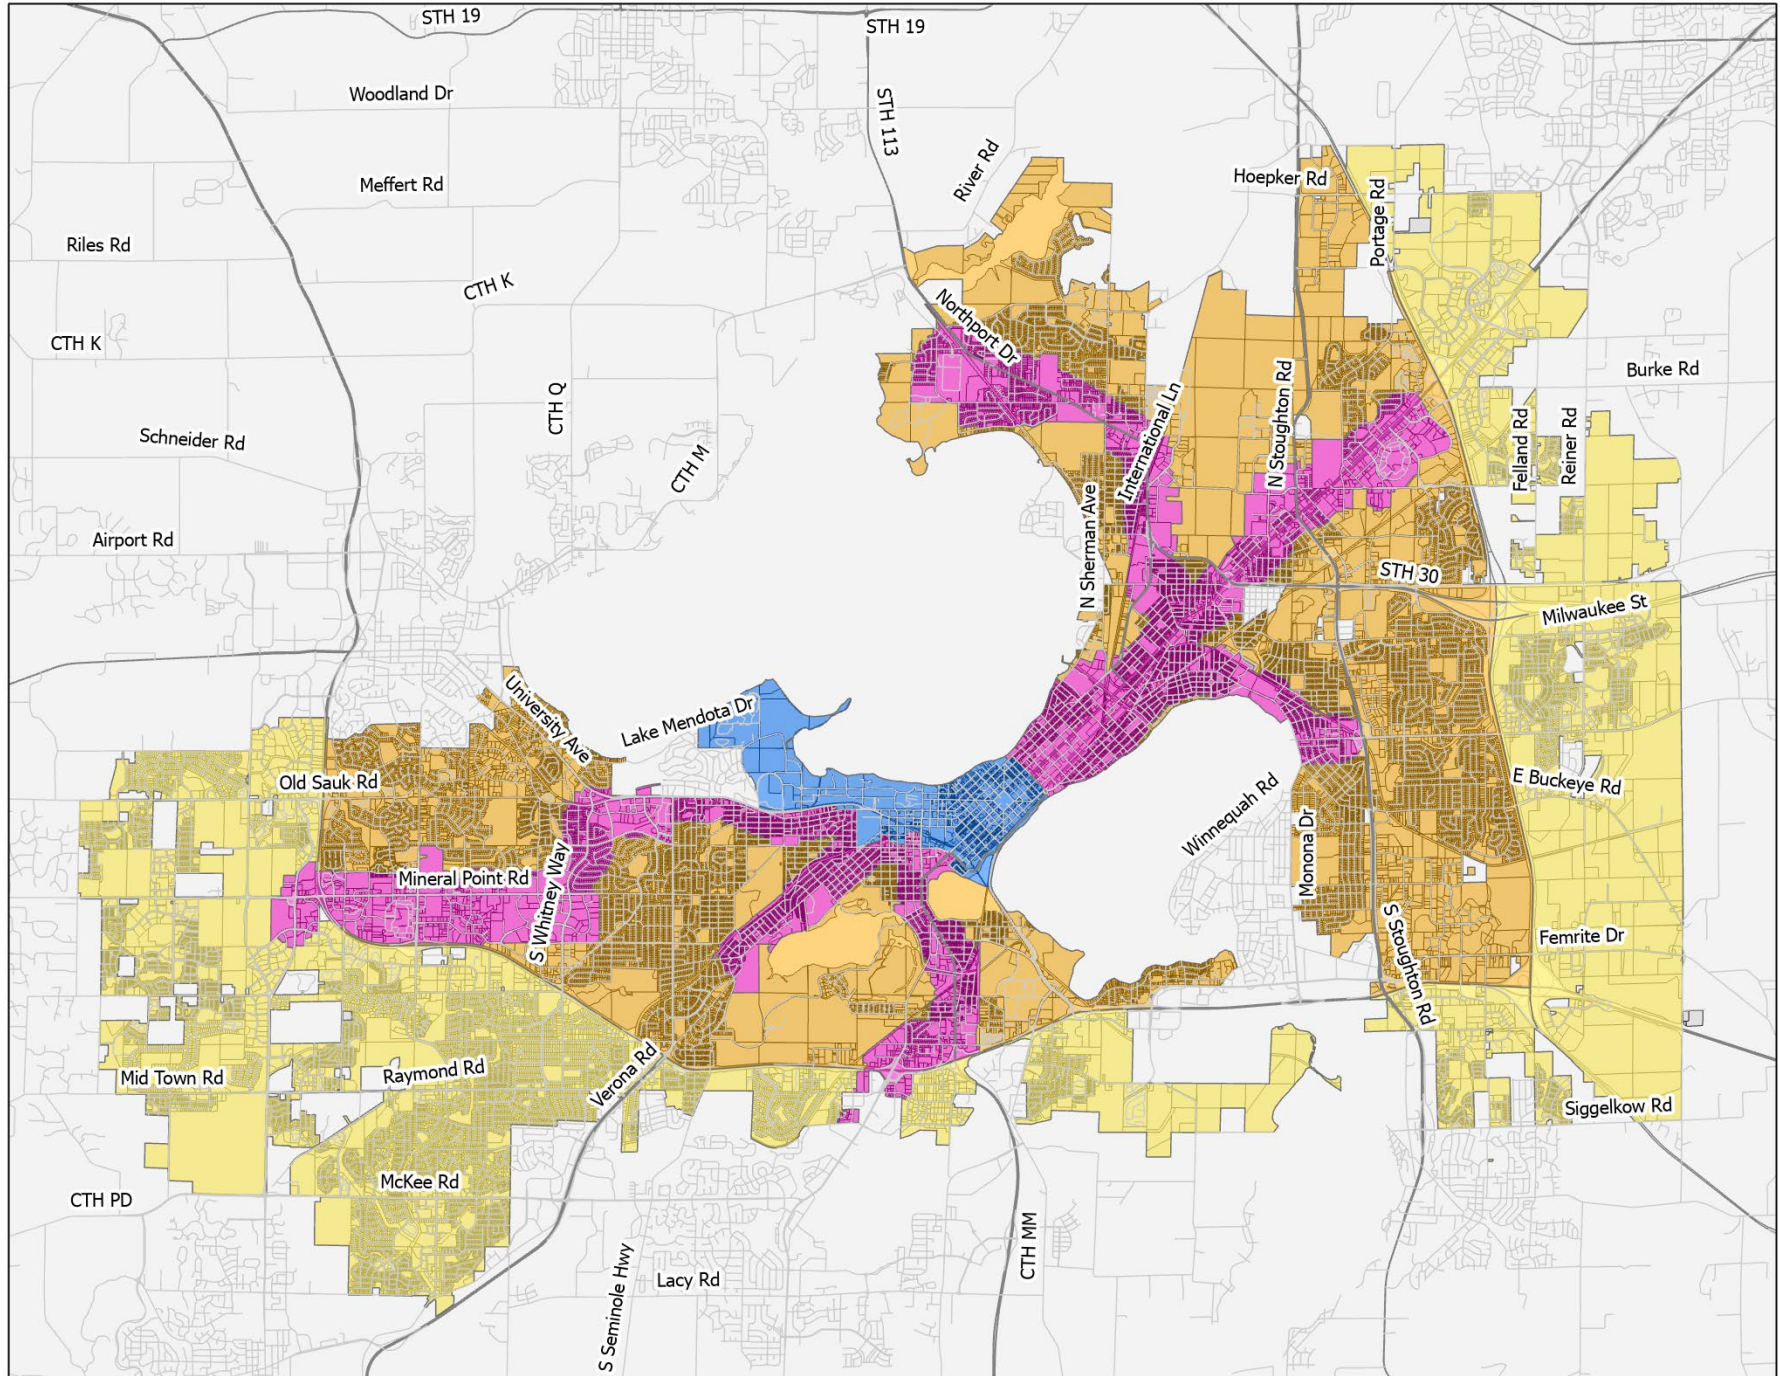 STH 19
STH 19
Woodland Dr
STH 113
River Rd
Hoepker Rd
Meffert Rd
Portage Rd
Riles Rd
CTH K
Northport Dr
CTH K
Burke Rd
CTH Q
International Ln
N Stoughton Rd
Schneider Rd
CTH M
Felland Rd
Reiner Rd
Airport Rd
N Sherman Ave
STH 30
Milwaukee St
University Ave
Lake Mendota Dr
Old Sauk Rd
E Buckeye Rd
Winnequah Rd
Monona Dr
Mineral Point Rd
S Whitney Way
S Stoughton Rd
Femrite Dr
Mid Town Rd
Raymond Rd
Verona Rd
Siggelkow Rd
McKee Rd
CTH PD
CTH MM
Lacy Rd
S Seminole Hwy